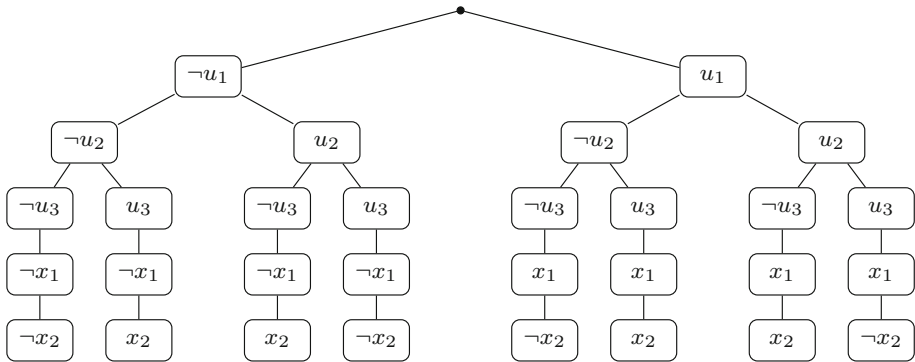 ¬u₁ u₁
¬u₂ u₂ ¬u₂ u₂
¬u₃ u₃ ¬u₃ u₃ ¬u₃ u₃ ¬u₃ u₃
¬x₁ ¬x₁ ¬x₁ ¬x₁ x₁ x₁ x₁ x₁
¬x₂ x₂ x₂ ¬x₂ ¬x₂ x₂ x₂ ¬x₂